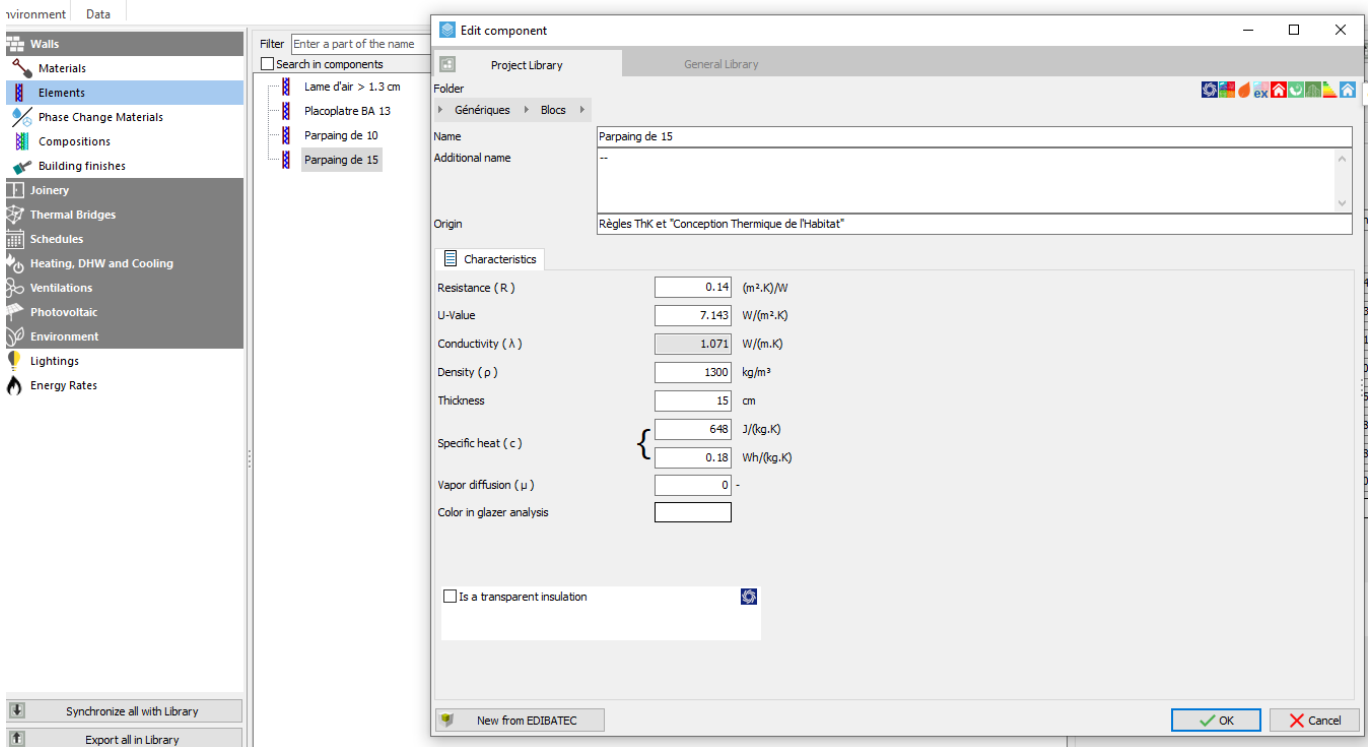 nvironment Data
Walls
Materials
Elements
Phase Change Materials
Compositions
Building finishes
Joinery
Thermal Bridges
Schedules
Heating, DHW and Cooling
Ventilations
Photovoltaic
Environment
Lightings
Energy Rates
Synchronize all with Library
Export all in Library
Filter Enter a part of the name
Search in components
Lame d'air > 1.3 cm
Placoplatre BA 13
Parpaing de 10
Parpaing de 15
Edit component
Project Library General Library
Folder
ex
Génériques Blocs
Name Parpaing de 15
Additional name --
Origin Règles ThK et "Conception Thermique de l'Habitat"
Characteristics
Resistance ( R ) 0.14 (m².K)/W
U-Value 7.143 W/(m².K)
Conductivity ( λ ) 1.071 W/(m.K)
Density ( ρ ) 1300 kg/m³
Thickness 15 cm
Specific heat ( c ) { 648 J/(kg.K)
0.18 Wh/(kg.K)
Vapor diffusion ( μ ) 0 -
Color in glazer analysis
Is a transparent insulation
New from EDIBATEC
OK Cancel